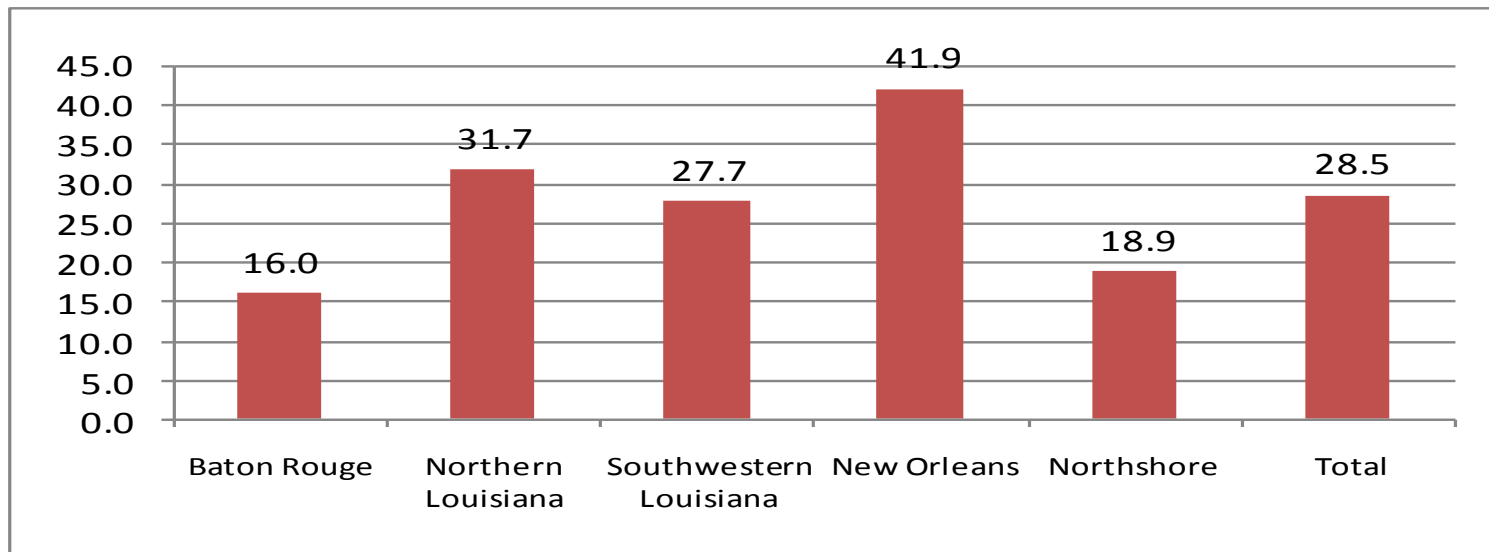 45.0
40.0
35.0
30.0
25.0
20.0
15.0
10.0
5.0
0.0
16.0
31.7
27.7
41.9
18.9
28.5
Baton Rouge
Northern
Louisiana
Southwestern
Louisiana
New Orleans
Northshore
Total